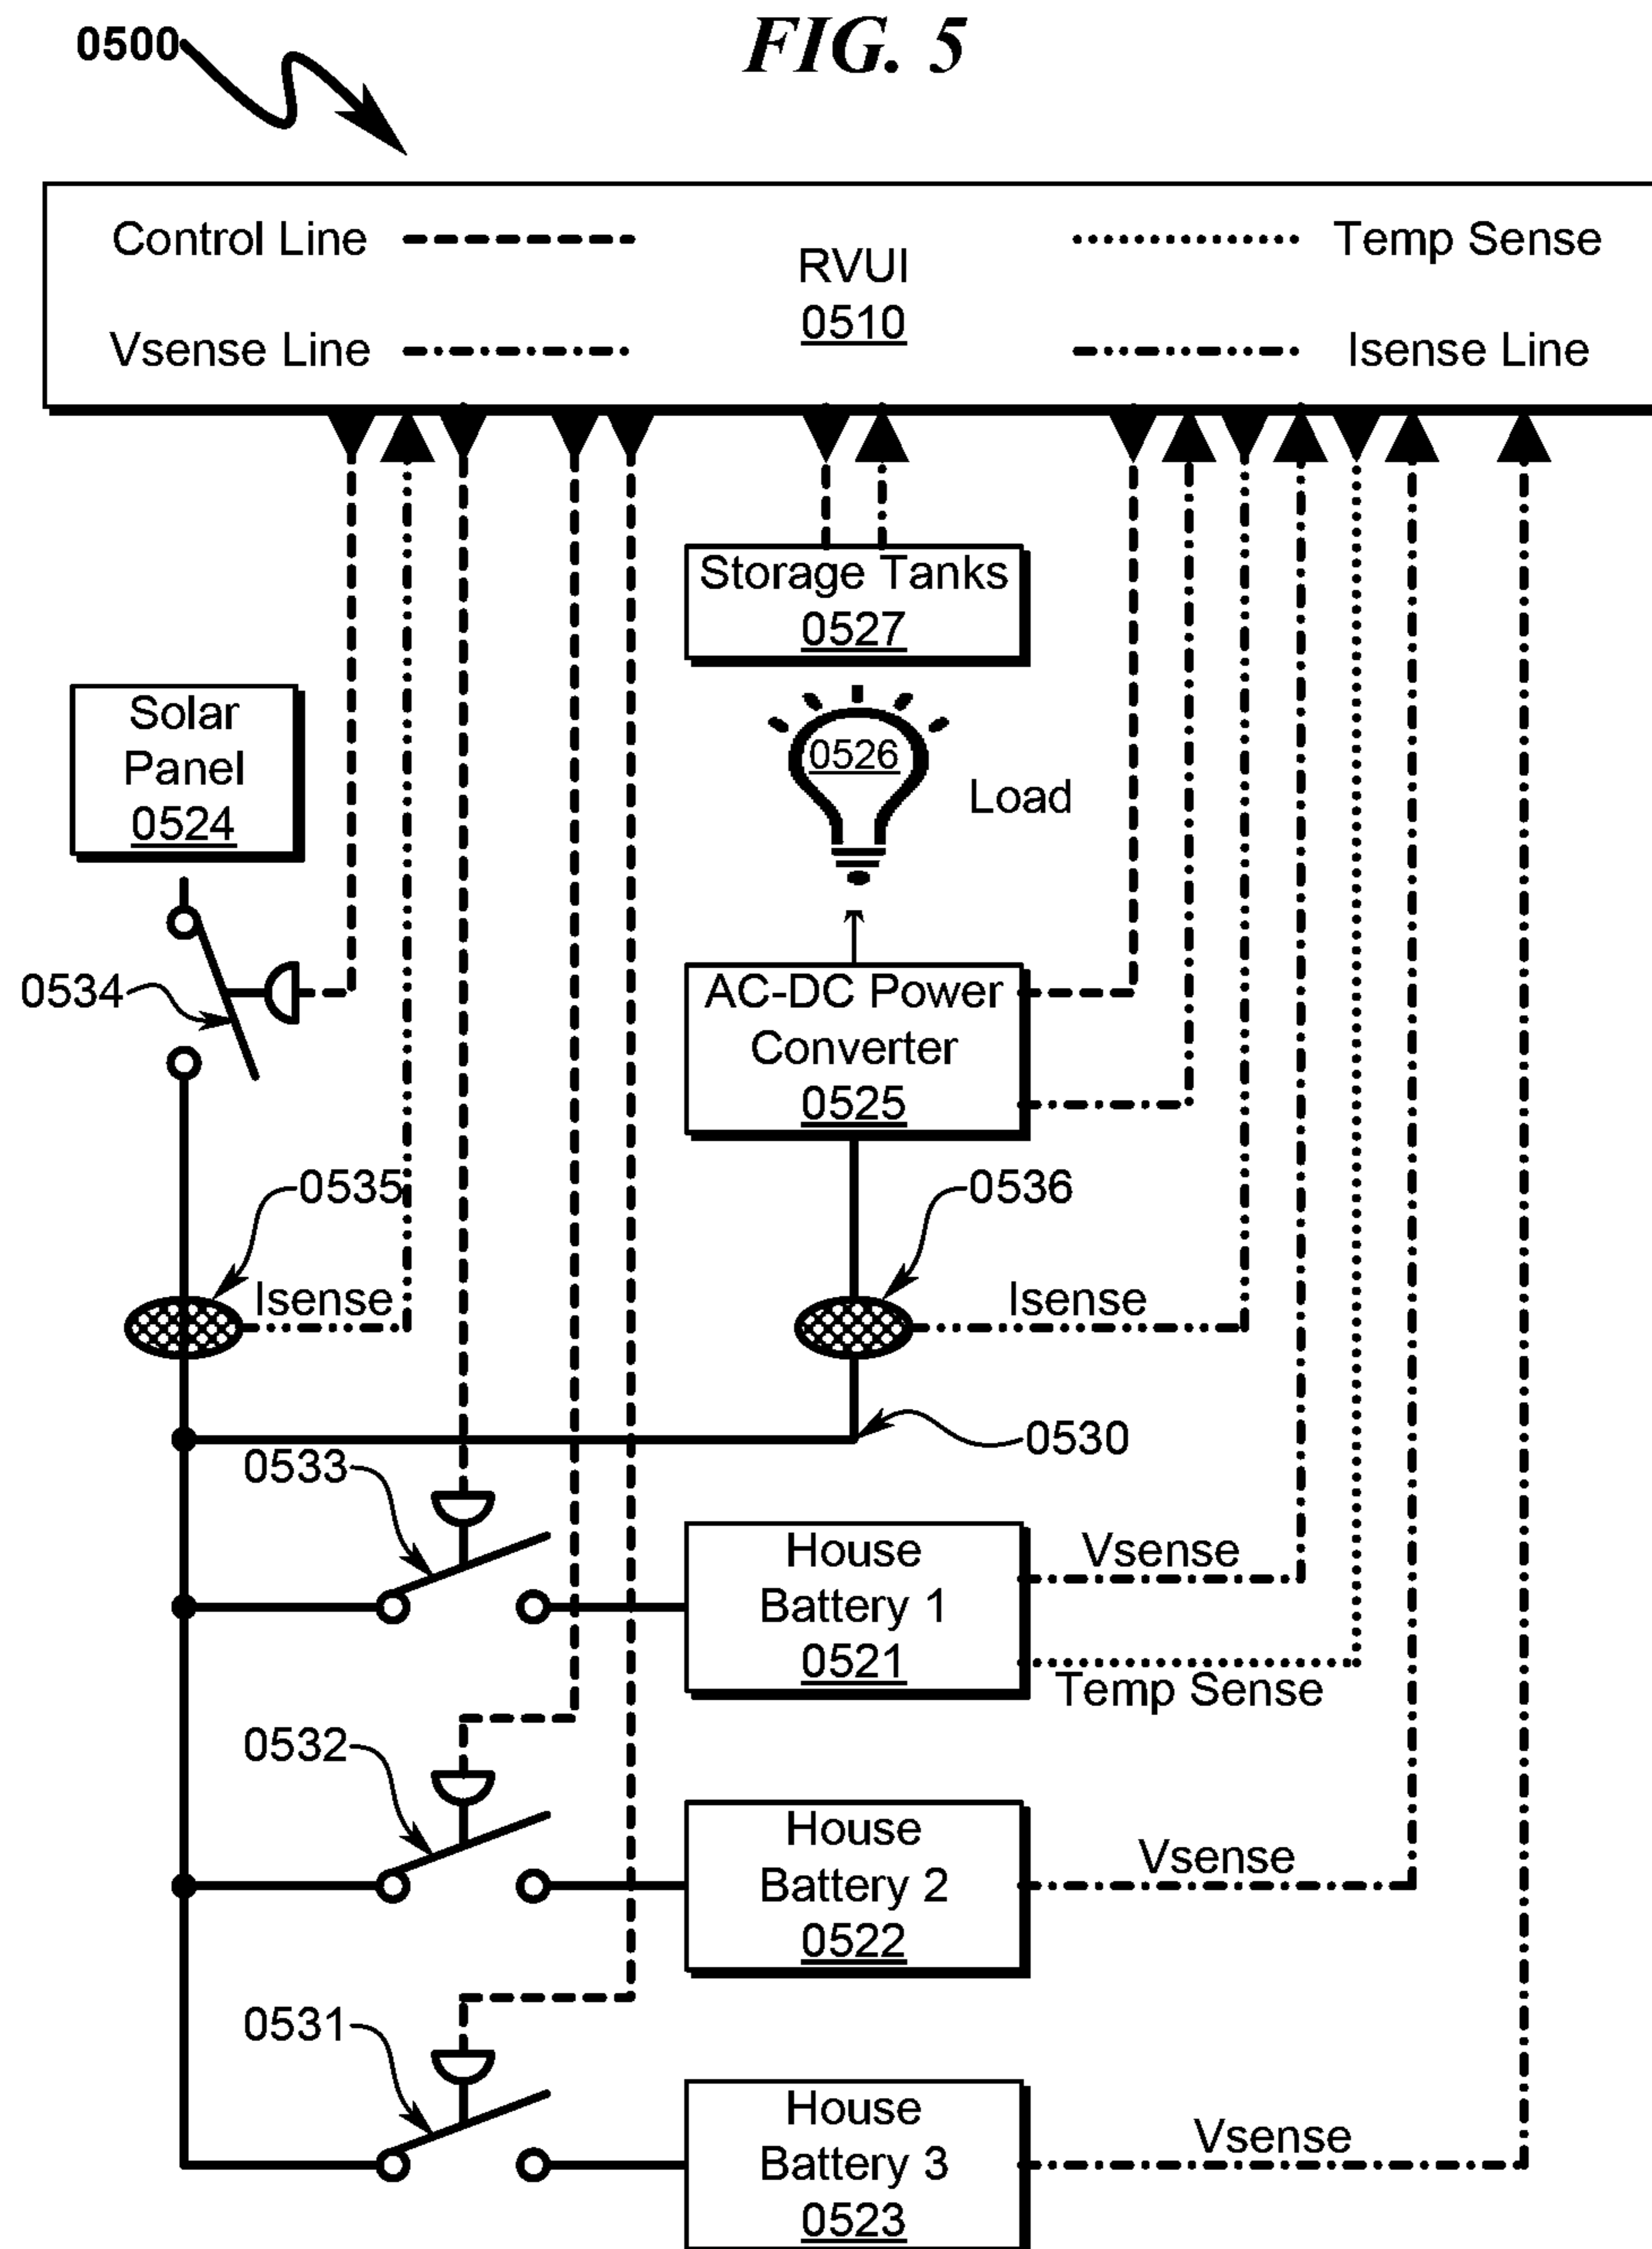 FIG. 5
0500
Control Line
Temp Sense
RVUI
0510
Vsense Line
Isense Line
Storage Tanks
0527
Solar
Panel
0524
0526
Load
0534
AC-DC Power
Converter
0525
0535
0536
Isense
Isense
0530
0533
House
Battery 1
0521
Vsense
Temp Sense
0532
House
Battery 2
0522
Vsense
0531
House
Battery 3
0523
Vsense